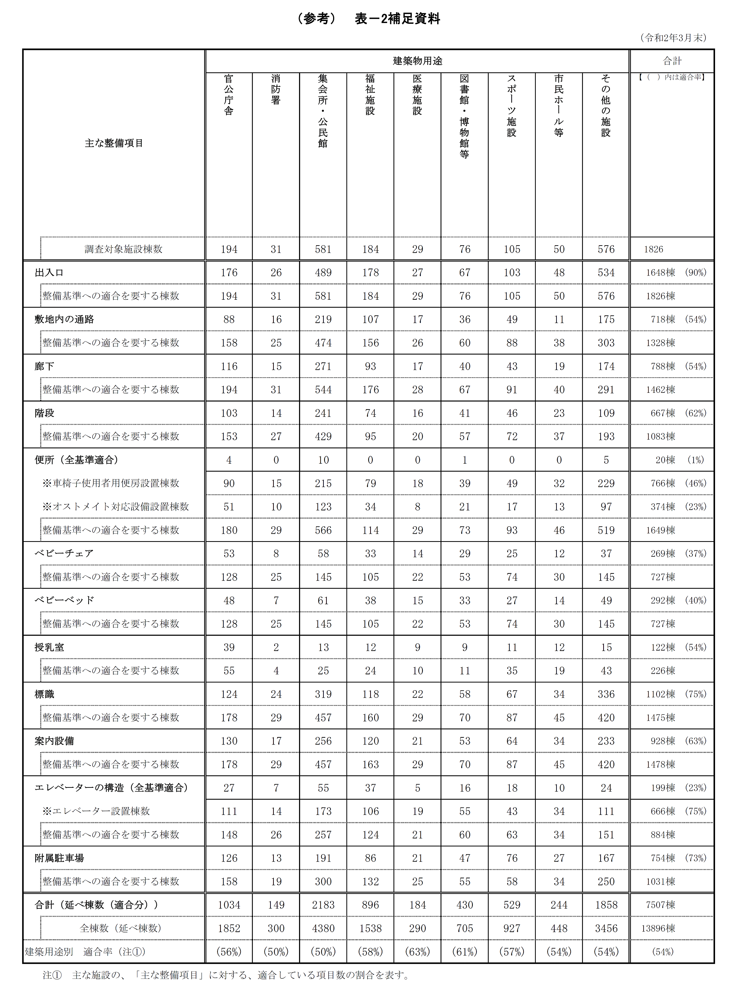 （参考）　表－2補足資料
（令和2年3月末）
主な整備項目 建築物用途 合計
官公庁舎 消防署 集会所・公民館 福祉施設 医療施設 図書館・博物館等 スポーツ施設 市民ホール等 その他の施設 【（　）内は適合率】
調査対象施設棟数 194 31 581 184 29 76 105 50 576 1826
出入口 176 26 489 178 27 67 103 48 534 1648棟 (90%)
整備基準への適合を要する棟数 194 31 581 184 29 76 105 50 576 1826棟
敷地内の通路 88 16 219 107 17 36 49 11 175 718棟 (54%)
整備基準への適合を要する棟数 158 25 474 156 26 60 88 38 303 1328棟
廊下 116 15 271 93 17 40 43 19 174 788棟 (54%)
整備基準への適合を要する棟数 194 31 544 176 28 67 91 40 291 1462棟
階段 103 14 241 74 16 41 46 23 109 667棟 (62%)
整備基準への適合を要する棟数 153 27 429 95 20 57 72 37 193 1083棟
便所（全基準適合） 4 0 10 0 0 1 0 0 5 20棟 (1%)
※車椅子使用者用便房設置棟数 90 15 215 79 18 39 49 32 229 766棟 (46%)
※オストメイト対応設備設置棟数 51 10 123 34 8 21 17 13 97 374棟 (23%)
整備基準への適合を要する棟数 180 29 566 114 29 73 93 46 519 1649棟
ベビーチェア 53 8 58 33 14 29 25 12 37 269棟 (37%)
整備基準への適合を要する棟数 128 25 145 105 22 53 74 30 145 727棟
ベビーベッド 48 7 61 38 15 33 27 14 49 292棟 (40%)
整備基準への適合を要する棟数 128 25 145 105 22 53 74 30 145 727棟
授乳室 39 2 13 12 9 9 11 12 15 122棟 (54%)
整備基準への適合を要する棟数 55 4 25 24 10 11 35 19 43 226棟
標識 124 24 319 118 22 58 67 34 336 1102棟 (75%)
整備基準への適合を要する棟数 178 29 457 160 29 70 87 45 420 1475棟
案内設備 130 17 256 120 21 53 64 34 233 928棟 (63%)
整備基準への適合を要する棟数 178 29 457 163 29 70 87 45 420 1478棟
エレベーターの構造（全基準適合） 27 7 55 37 5 16 18 10 24 199棟 (23%)
※エレベーター設置棟数 111 14 173 106 19 55 43 34 111 666棟 (75%)
整備基準への適合を要する棟数 148 26 257 124 21 60 63 34 151 884棟
附属駐車場 126 13 191 86 21 47 76 27 167 754棟 (73%)
整備基準への適合を要する棟数 158 19 300 132 25 55 58 34 250 1031棟
合計（延べ棟数（適合分）） 1034 149 2183 896 184 430 529 244 1858 7507棟
全棟数（延べ棟数） 1852 300 4380 1538 290 705 927 448 3456 13896棟
建築用途別　適合率（注①） (56%) (50%) (50%) (58%) (63%) (61%) (57%) (54%) (54%) (54%)
注①　主な施設の、「主な整備項目」に対する、適合している項目数の割合を表す。